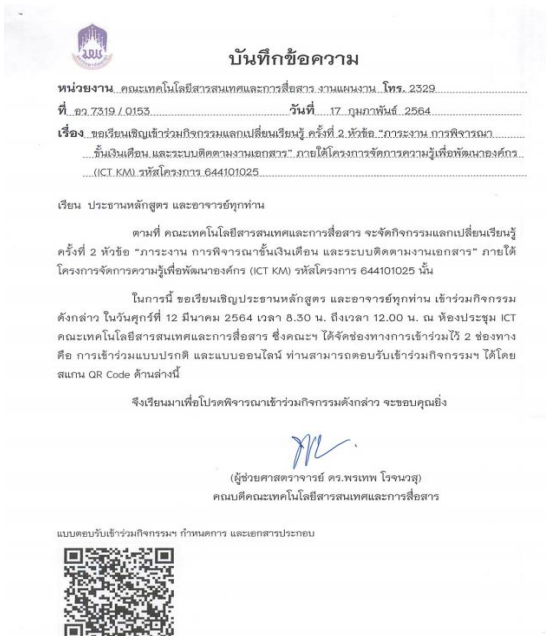 มพย
บันทึกข้อความ
หน่วยงาน คณะเทคโนโลยีสารสนเทศและการสื่อสาร งานแผนงาน โทร. 2329
ที่ อว 7319 / 0153 วันที่ 17 กุมภาพันธ์ 2564
เรื่อง ขอเรียนเชิญเข้าร่วมกิจกรรมแลกเปลี่ยนเรียนรู้ ครั้งที่ 2 หัวข้อ "ภาระงาน การพิจารณา
ขั้นเงินเดือน และระบบติดตามงานเอกสาร" ภายใต้โครงการจัดการความรู้เพื่อพัฒนาองค์กร
(ICT KM) รหัสโครงการ 644101025
เรียน ประธานหลักสูตร และอาจารย์ทุกท่าน
ตามที่ คณะเทคโนโลยีสารสนเทศและการสื่อสาร จะจัดกิจกรรมแลกเปลี่ยนเรียนรู้
ครั้งที่ 2 หัวข้อ "ภาระงาน การพิจารณาขั้นเงินเดือน และระบบติดตามงานเอกสาร" ภายใต้
โครงการจัดการความรู้เพื่อพัฒนาองค์กร (ICT KM) รหัสโครงการ 644101025 นั้น
ในการนี้ ขอเรียนเชิญประธานหลักสูตร และอาจารย์ทุกท่าน เข้าร่วมกิจกรรม
ดังกล่าว ในวันศุกร์ที่ 12 มีนาคม 2564 เวลา 8.30 น. ถึงเวลา 12.00 น. ณ ห้องประชุม ICT
คณะเทคโนโลยีสารสนเทศและการสื่อสาร ซึ่งคณะฯ ได้จัดช่องทางการเข้าร่วมไว้ 2 ช่องทาง
คือ การเข้าร่วมแบบปรกติ และแบบออนไลน์ ท่านสามารถตอบรับเข้าร่วมกิจกรรมฯ ได้โดย
สแกน QR Code ด้านล่างนี้
จึงเรียนมาเพื่อโปรดพิจารณาเข้าร่วมกิจกรรมดังกล่าว จะขอบคุณยิ่ง
(ผู้ช่วยศาสตราจารย์ ดร.พรเทพ โรจนวสุ)
คณบดีคณะเทคโนโลยีสารสนเทศและการสื่อสาร
แบบตอบรับเข้าร่วมกิจกรรมฯ กำหนดการ และเอกสารประกอบ